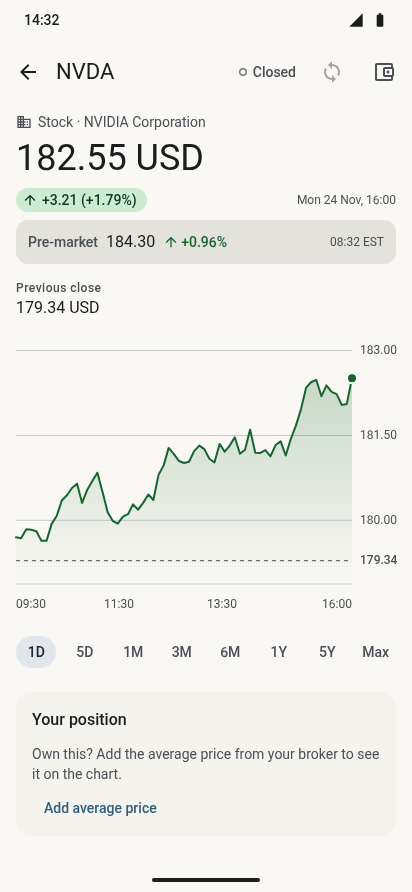 14:32
NVDA
Closed
Stock · NVIDIA Corporation
182.55 USD
+3.21 (+1.79%)
Mon 24 Nov, 16:00
Pre-market 184.30 +0.96%
08:32 EST
Previous close
179.34 USD
183.00
181.50
180.00
179.34
09:30 11:30 13:30 16:00
1D 5D 1M 3M 6M 1Y 5Y Max
Your position
Own this? Add the average price from your broker to see
it on the chart.
Add average price